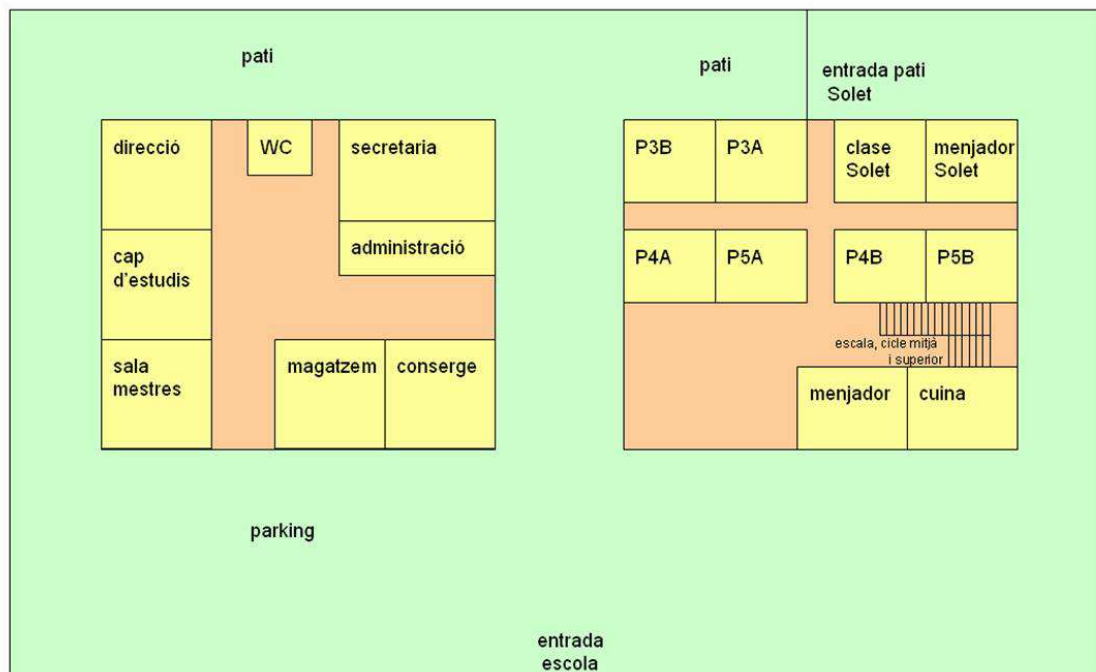 pati
pati
entrada pati
Solet
direcció
WC
secretaria
P3B
P3A
clase
Solet
menjador
Solet
cap
d'estudis
administració
P4A
P5A
P4B
P5B
escala, cicle mitjà
i superior
sala
mestres
magatzem
conserge
menjador
cuina
parking
entrada
escola